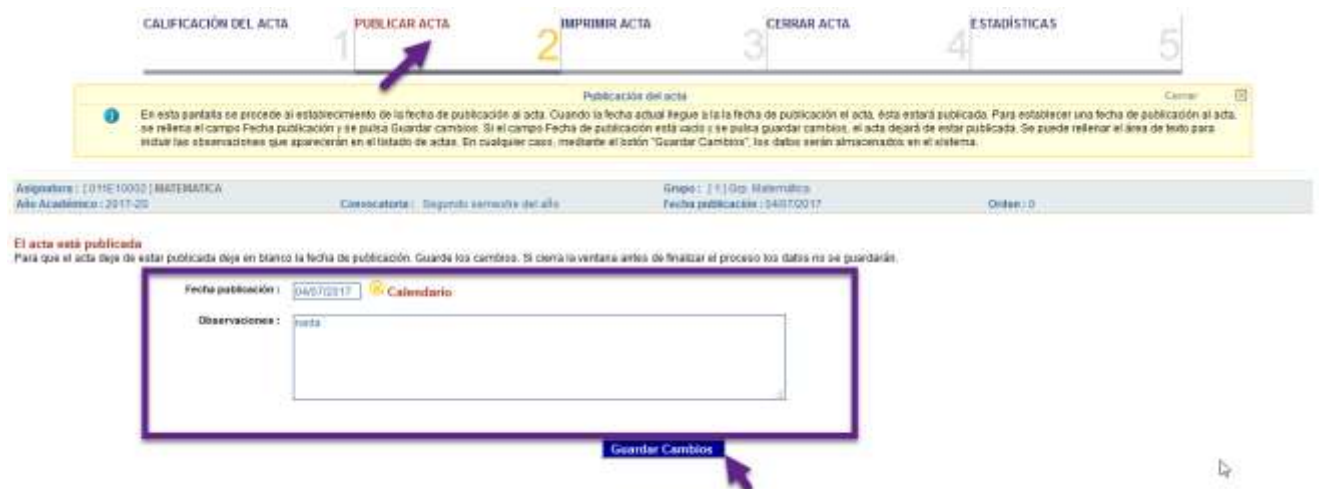 CALIFICACIÓN DEL ACTA
1
PUBLICAR ACTA
2
IMPRIMIR ACTA
3
CERRAR ACTA
4
ESTADÍSTICAS
5
Publicación del acta
Cerrar
En esta pantalla se procede al establecimiento de la fecha de publicación al acta. Cuando la fecha actual llegue a la la fecha de publicación el acta, ésta estará publicada. Para establecer una fecha de publicación al acta.
se rellena el campo Fecha publicación y se pulsa Guardar cambios. Si el campo Fecha de publicación está vacío y se pulsa guardar cambios, el acta dejará de estar publicada. Se puede rellenar el área de texto para
incluir las observaciones que aparecerán en el listado de actas. En cualquier caso, mediante el botón "Guardar Cambios", los datos serán almacenados en el sistema.
Asignatura : [ 011E10002 ] MATEMATICA Grupo : [ 1 ] Grp. Matemática
Año Académico : 2017-20 Convocatoria : Segundo semestre del año Fecha publicación : 04/07/2017 Orden : 0
El acta está publicada
Para que el acta deje de estar publicada deje en blanco la fecha de publicación. Guarde los cambios. Si cierra la ventana antes de finalizar el proceso los datos no se guardarán.
Fecha publicación : 04/07/2017 Calendario
Observaciones :
Guardar Cambios